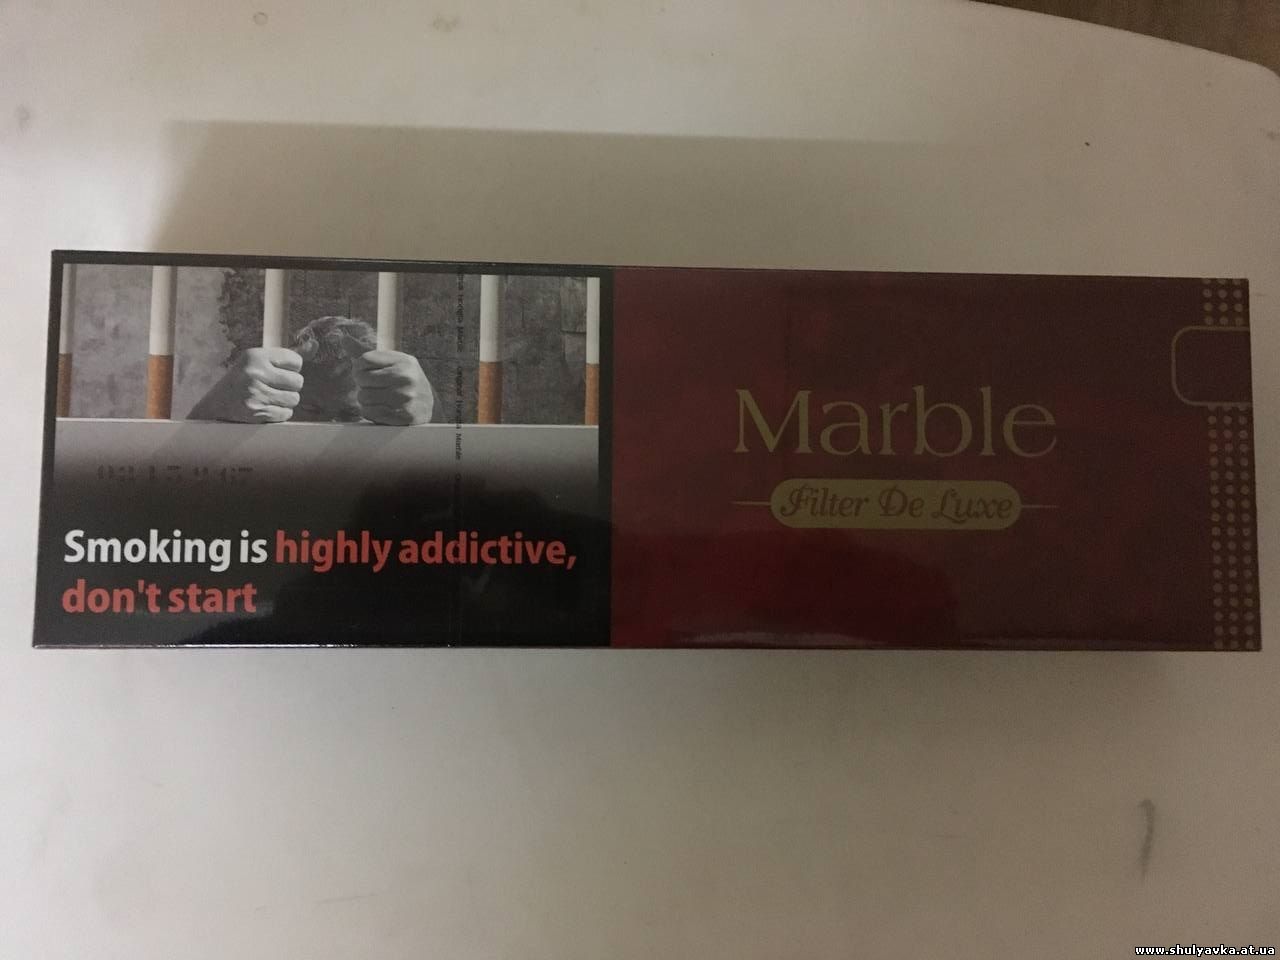 Smoking is highly addictive,
don't start
Marble
Filter De Luxe
www.shulyavka.at.ua